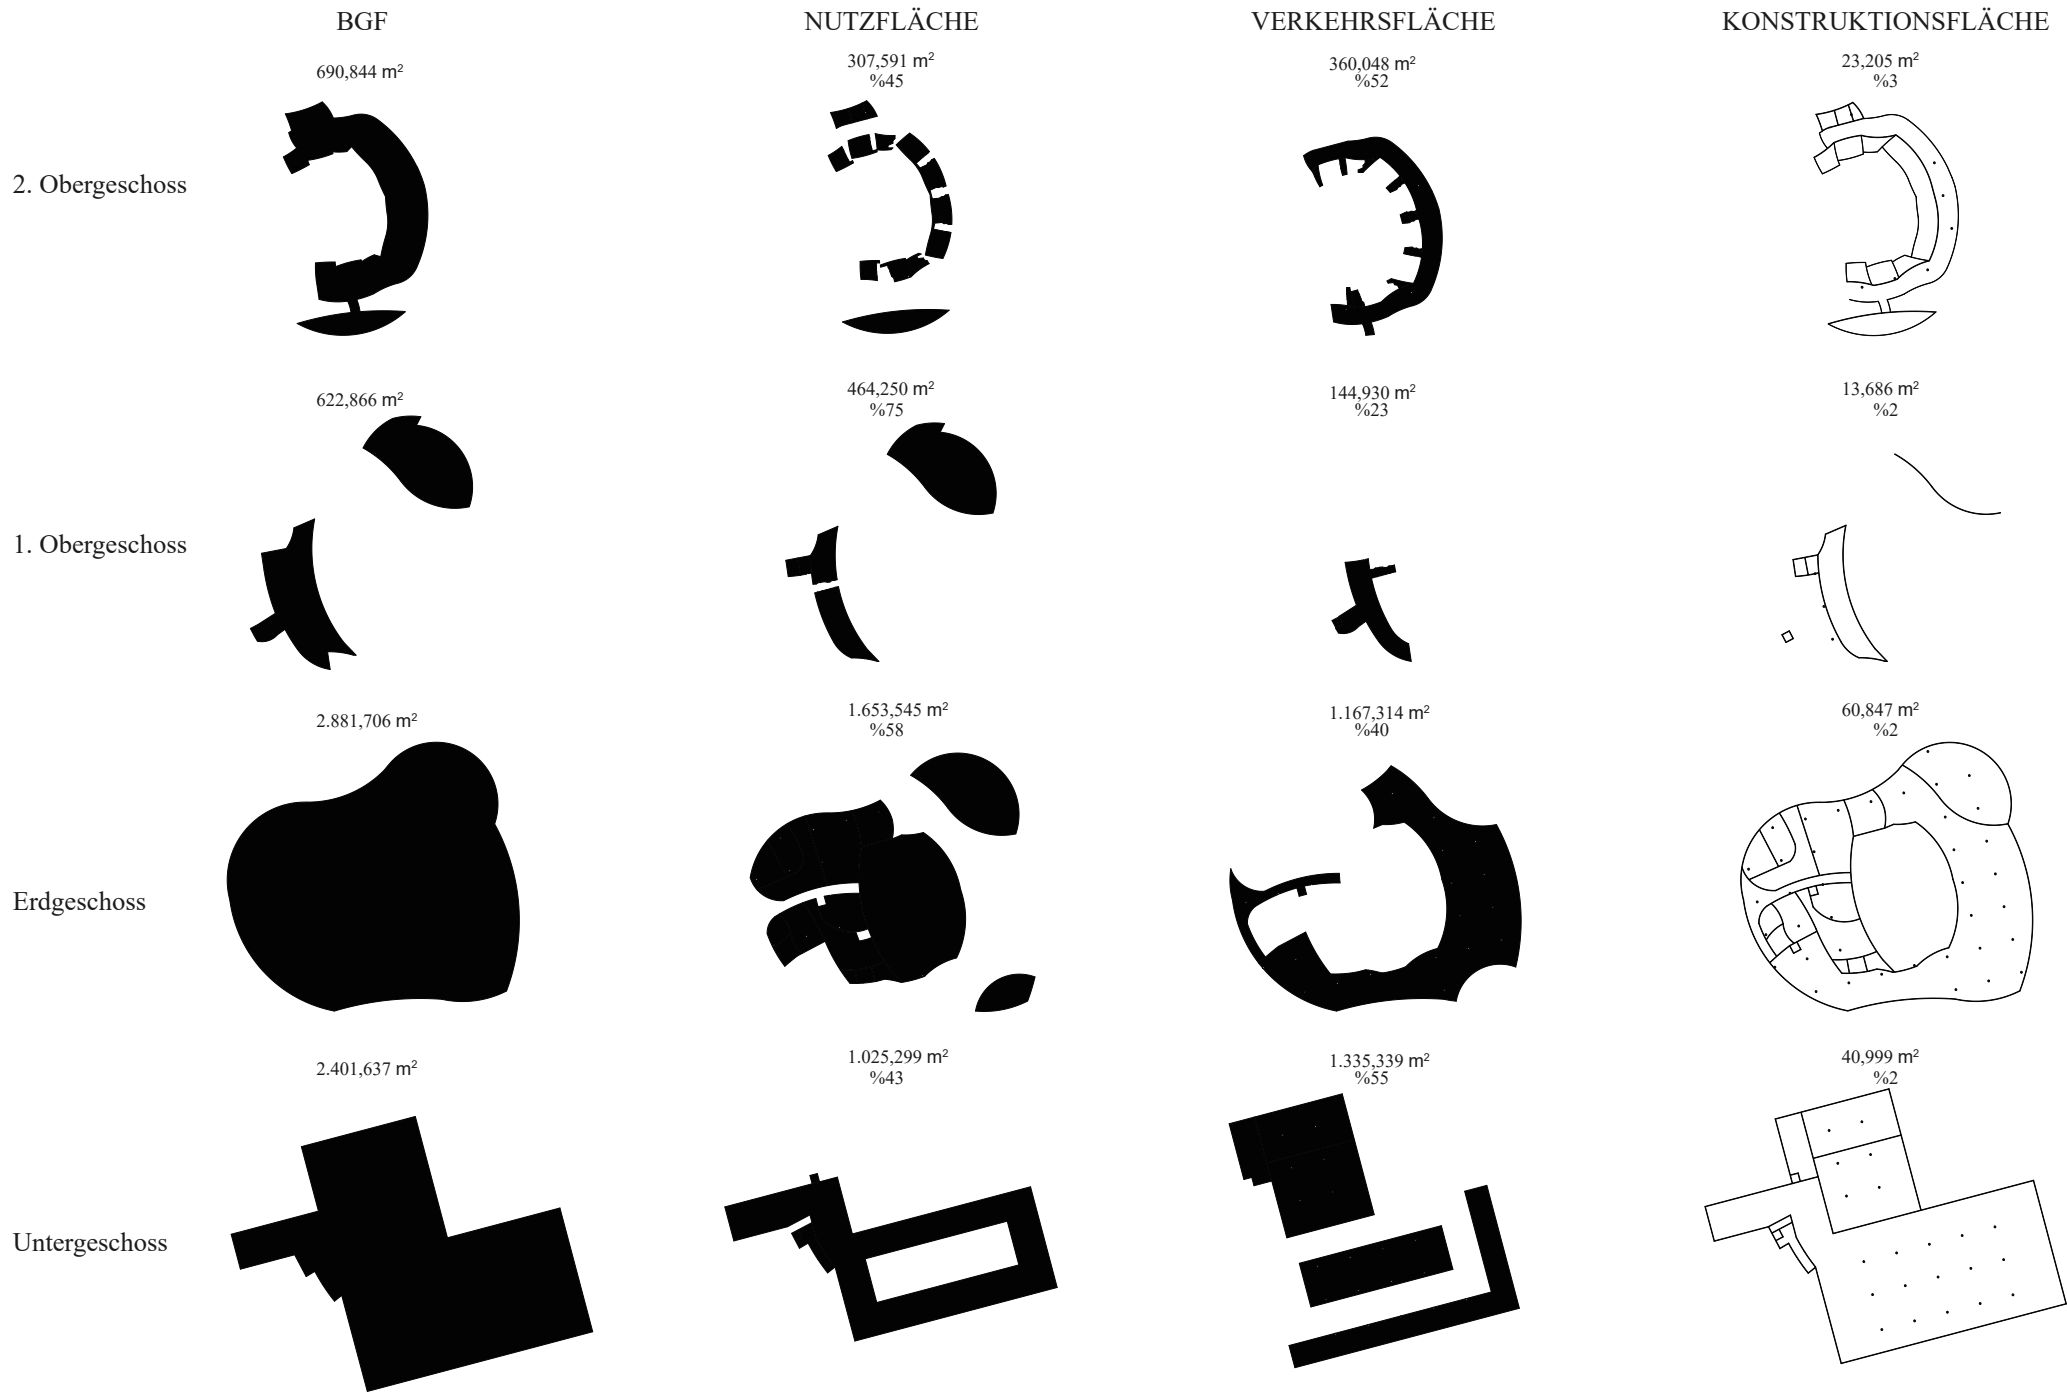 BGF NUTZFLÄCHE VERKEHRSFLÄCHE KONSTRUKTIONSFLÄCHE
690,844 m² 307,591 m² 360,048 m² 23,205 m²
%45 %52 %3
2. Obergeschoss
622,866 m² 464,250 m² 144,930 m² 13,686 m²
%75 %23 %2
1. Obergeschoss
2.881,706 m² 1.653,545 m² 1.167,314 m² 60,847 m²
%58 %40 %2
Erdgeschoss
2.401,637 m² 1.025,299 m² 1.335,339 m² 40,999 m²
%43 %55 %2
Untergeschoss